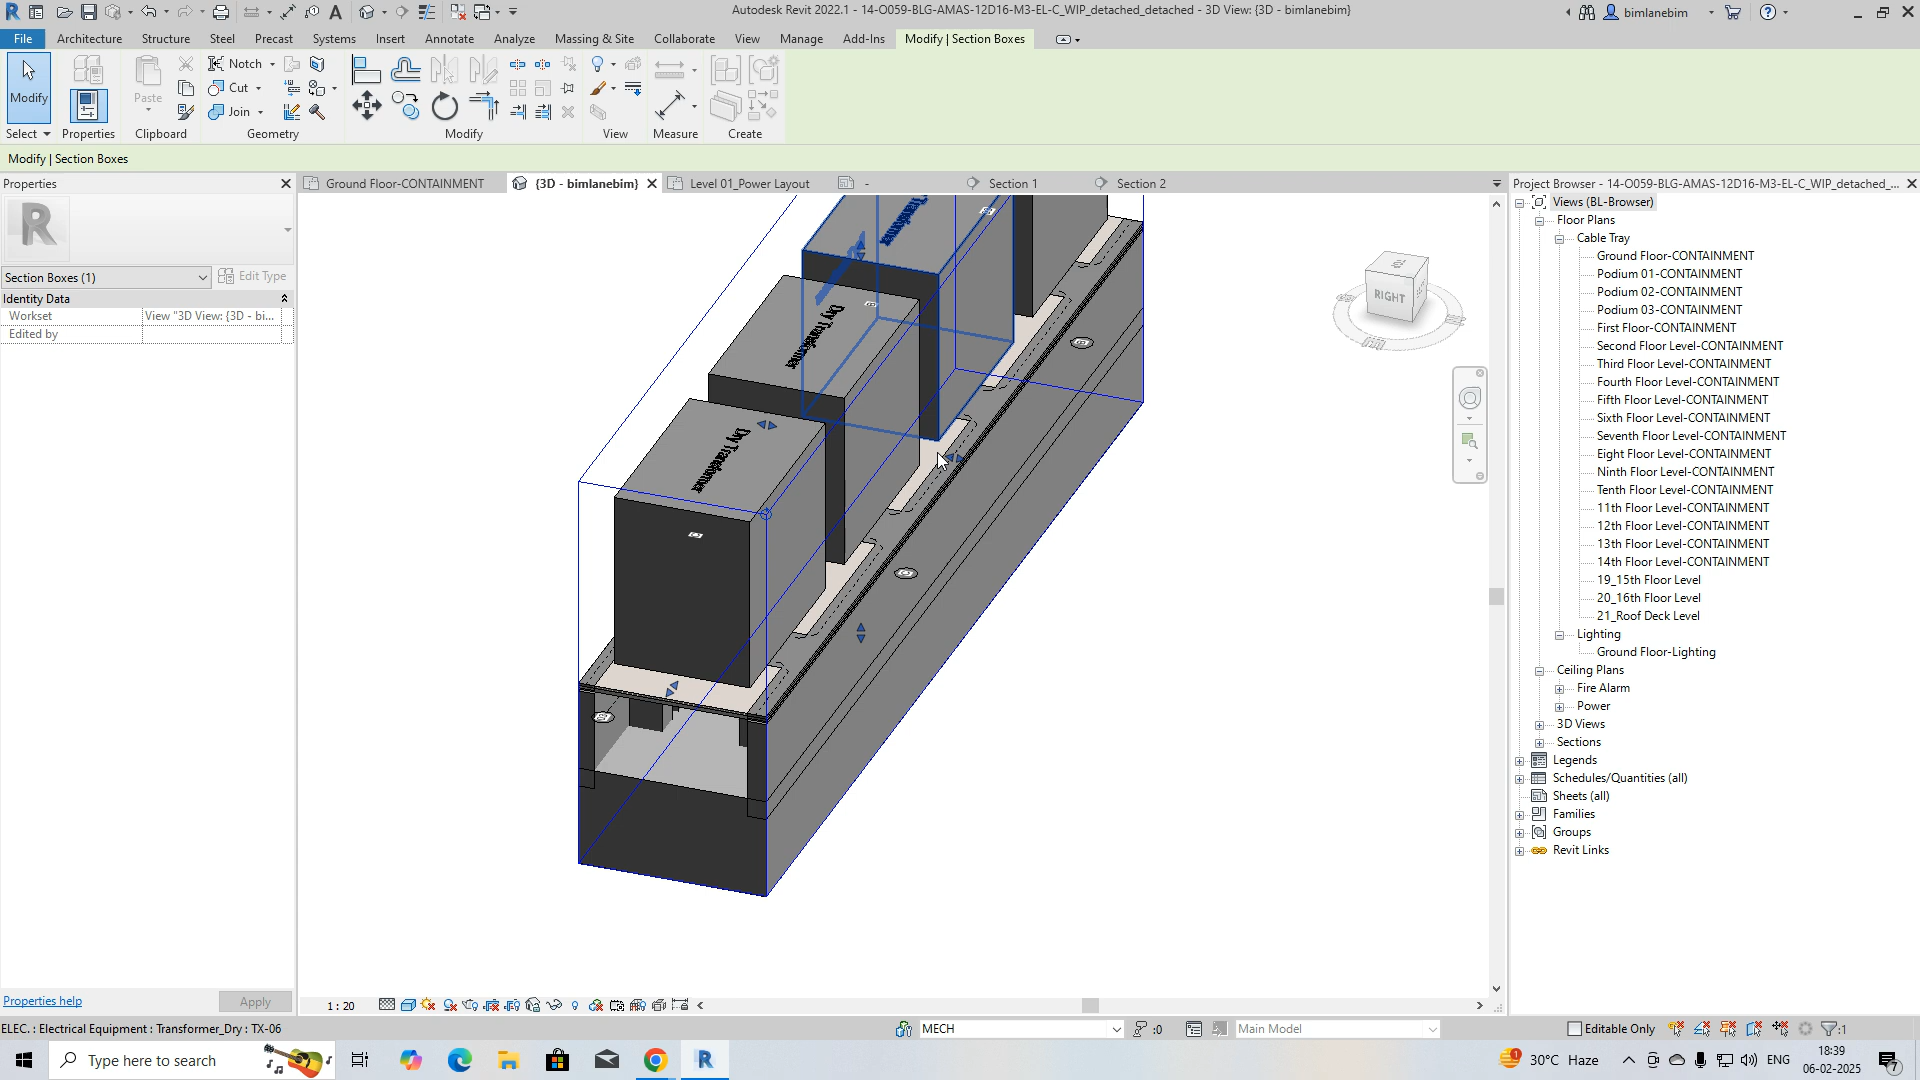 Autodesk Revit 2022.1 - 14-O059-BLG-AMAS-12D16-M3-EL-C_WIP_detached_detached - 3D View: {3D - bimlanebim}
bimlanebim
File Architecture Structure Steel Precast Systems Insert Annotate Analyze Massing & Site Collaborate View Manage Add-Ins Modify | Section Boxes
Modify
Paste
Notch
Cut
Join
Select Properties Clipboard Geometry Modify View Measure Create
Modify | Section Boxes
Properties
Ground Floor-CONTAINMENT
{3D - bimlanebim}
Level 01_Power Layout
-
Section 1
Section 2
Project Browser - 14-O059-BLG-AMAS-12D16-M3-EL-C_WIP_detached_...
Section Boxes (1)
Edit Type
Identity Data
Workset View "3D View: {3D - bi...
Edited by
Dry Transformer
Dry Transformer
RIGHT
Views (BL-Browser)
Floor Plans
Cable Tray
Ground Floor-CONTAINMENT
Podium 01-CONTAINMENT
Podium 02-CONTAINMENT
Podium 03-CONTAINMENT
First Floor-CONTAINMENT
Second Floor Level-CONTAINMENT
Third Floor Level-CONTAINMENT
Fourth Floor Level-CONTAINMENT
Fifth Floor Level-CONTAINMENT
Sixth Floor Level-CONTAINMENT
Seventh Floor Level-CONTAINMENT
Eight Floor Level-CONTAINMENT
Ninth Floor Level-CONTAINMENT
Tenth Floor Level-CONTAINMENT
11th Floor Level-CONTAINMENT
12th Floor Level-CONTAINMENT
13th Floor Level-CONTAINMENT
14th Floor Level-CONTAINMENT
19_15th Floor Level
20_16th Floor Level
21_Roof Deck Level
Lighting
Ground Floor-Lighting
Ceiling Plans
Fire Alarm
Power
3D Views
Sections
Legends
Schedules/Quantities (all)
Sheets (all)
Families
Groups
Revit Links
Properties help
Apply
1 : 20
ELEC. : Electrical Equipment : Transformer_Dry : TX-06
MECH
:0
Main Model
Editable Only
:1
Type here to search
30°C Haze
ENG
18:39
06-02-2025
7